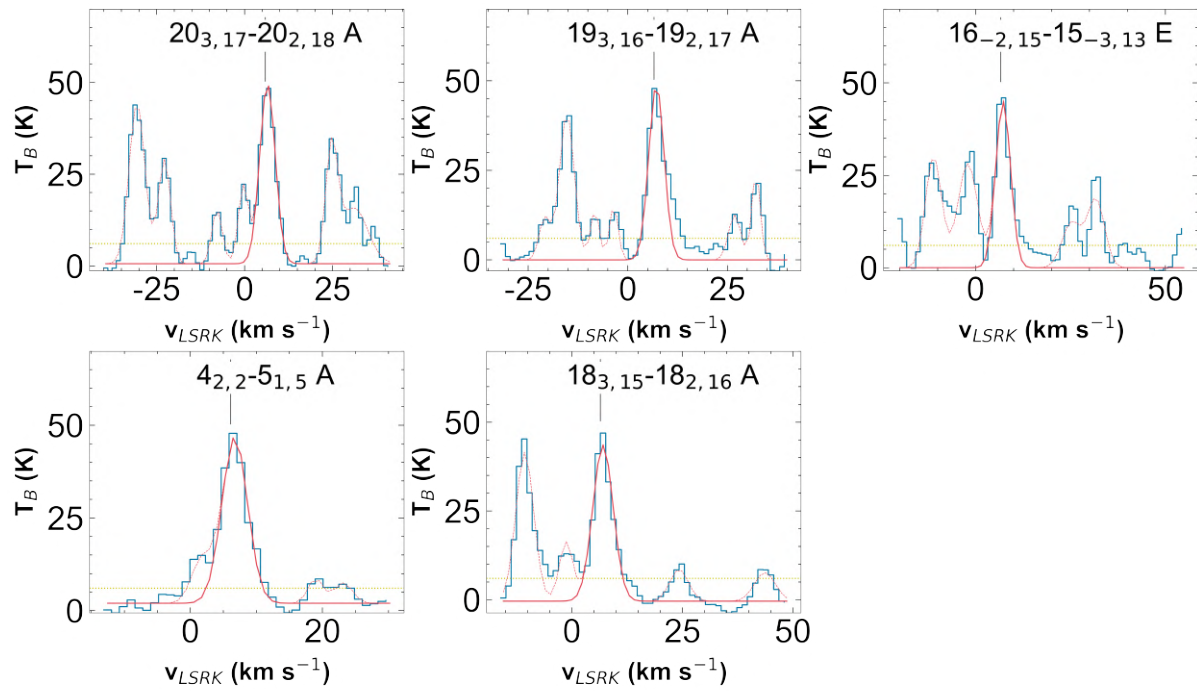 20_{3,17}-20_{2,18} A
T_B (K)
50
25
0
-25 0 25
v_{LSRK} (km s^{-1})
19_{3,16}-19_{2,17} A
T_B (K)
50
25
0
-25 0 25
v_{LSRK} (km s^{-1})
16_{-2,15}-15_{-3,13} E
T_B (K)
50
25
0
0 50
v_{LSRK} (km s^{-1})
4_{2,2}-5_{1,5} A
T_B (K)
50
25
0
0 20
v_{LSRK} (km s^{-1})
18_{3,15}-18_{2,16} A
T_B (K)
50
25
0
0 25 50
v_{LSRK} (km s^{-1})